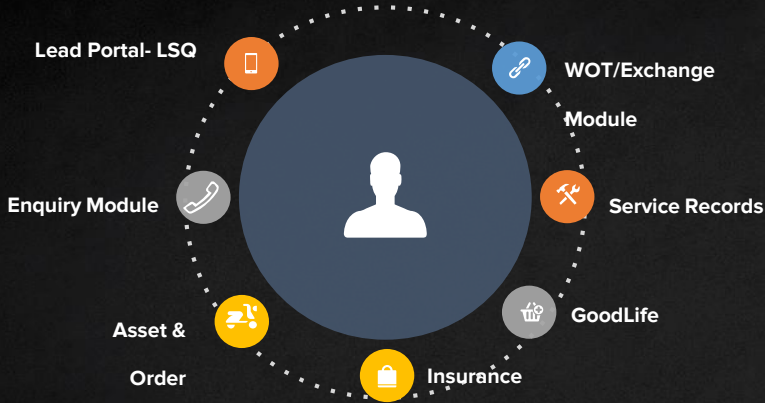 Lead Portal- LSQ
WOT/Exchange
Module
Enquiry Module
Service Records
Asset &
Order
GoodLife
Insurance